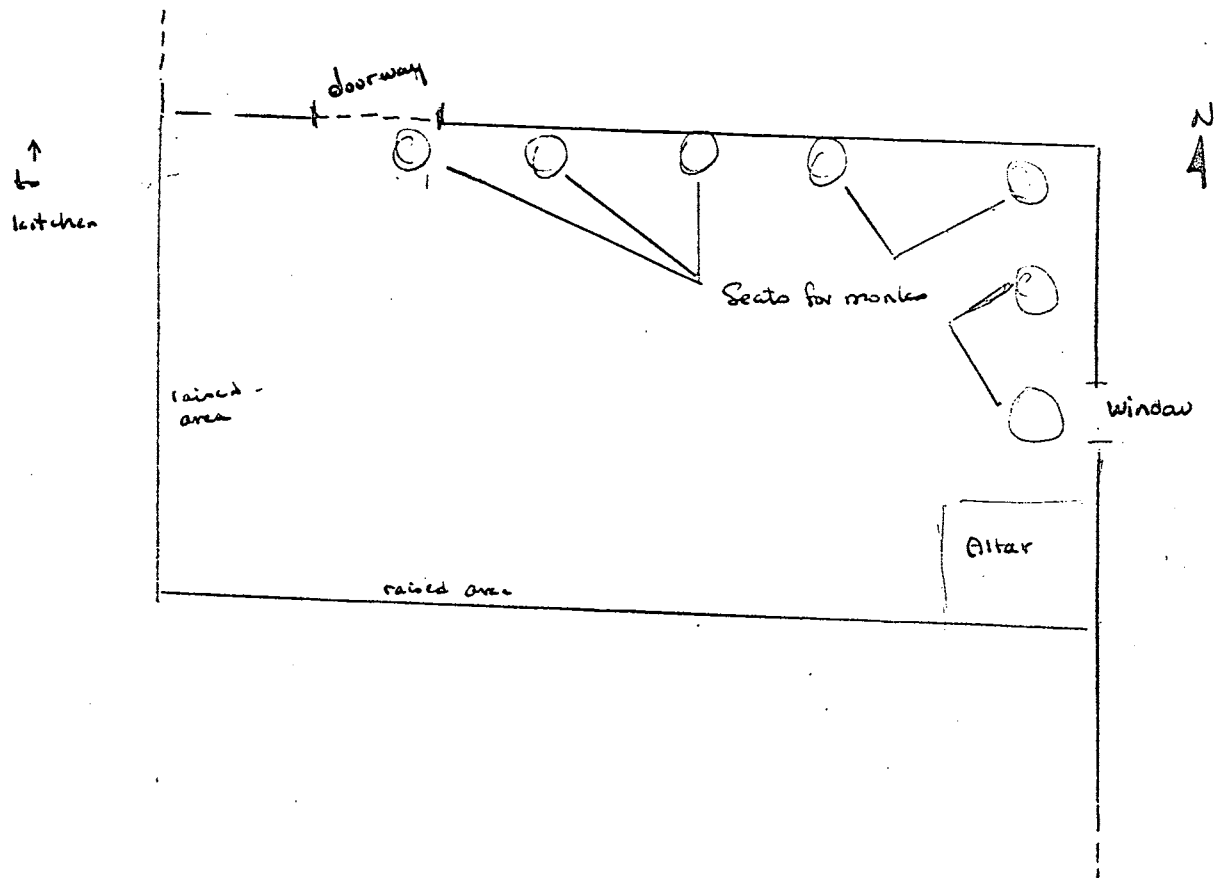 doorway
N
to
kitchen
Seats for monks
raised-
area
Window
Altar
raised area